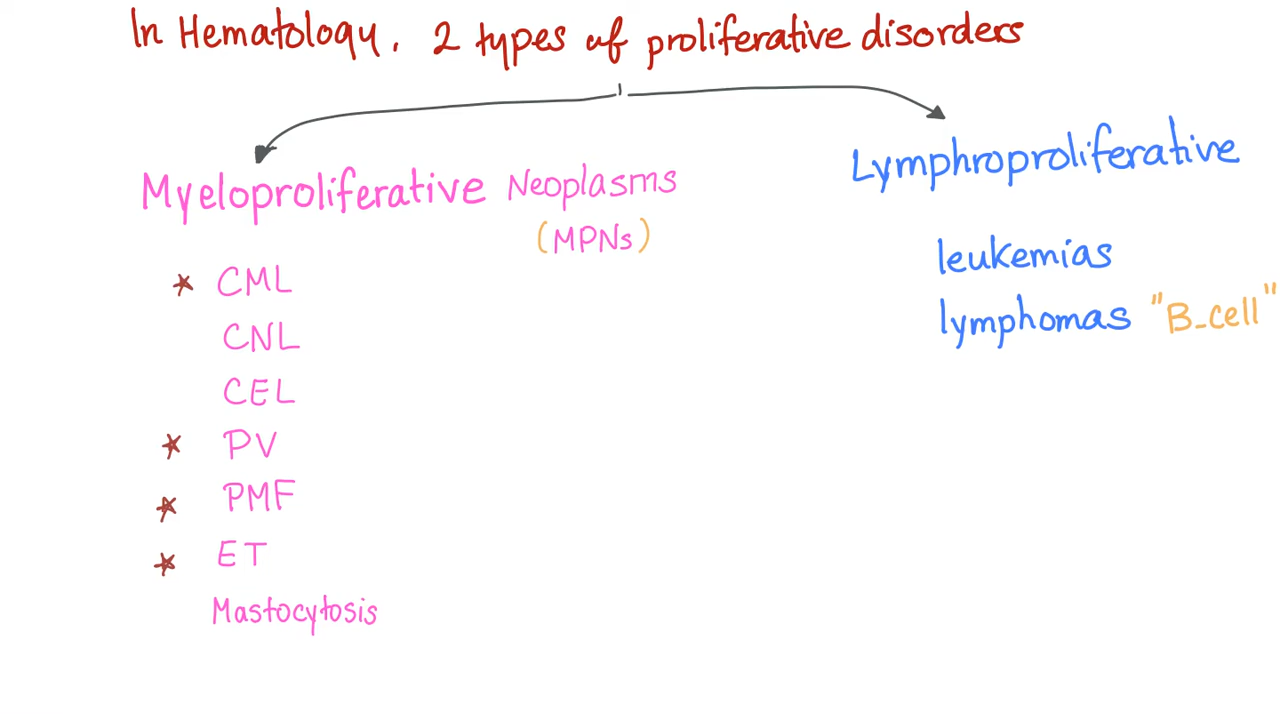 In Hematology, 2 types of proliferative disorders
Myeloproliferative Neoplasms
(MPNs)
★ CML
CNL
CEL
★ PV
★ PMF
★ ET
Mastocytosis
Lymphroproliferative
leukemias
lymphomas "B_cell"